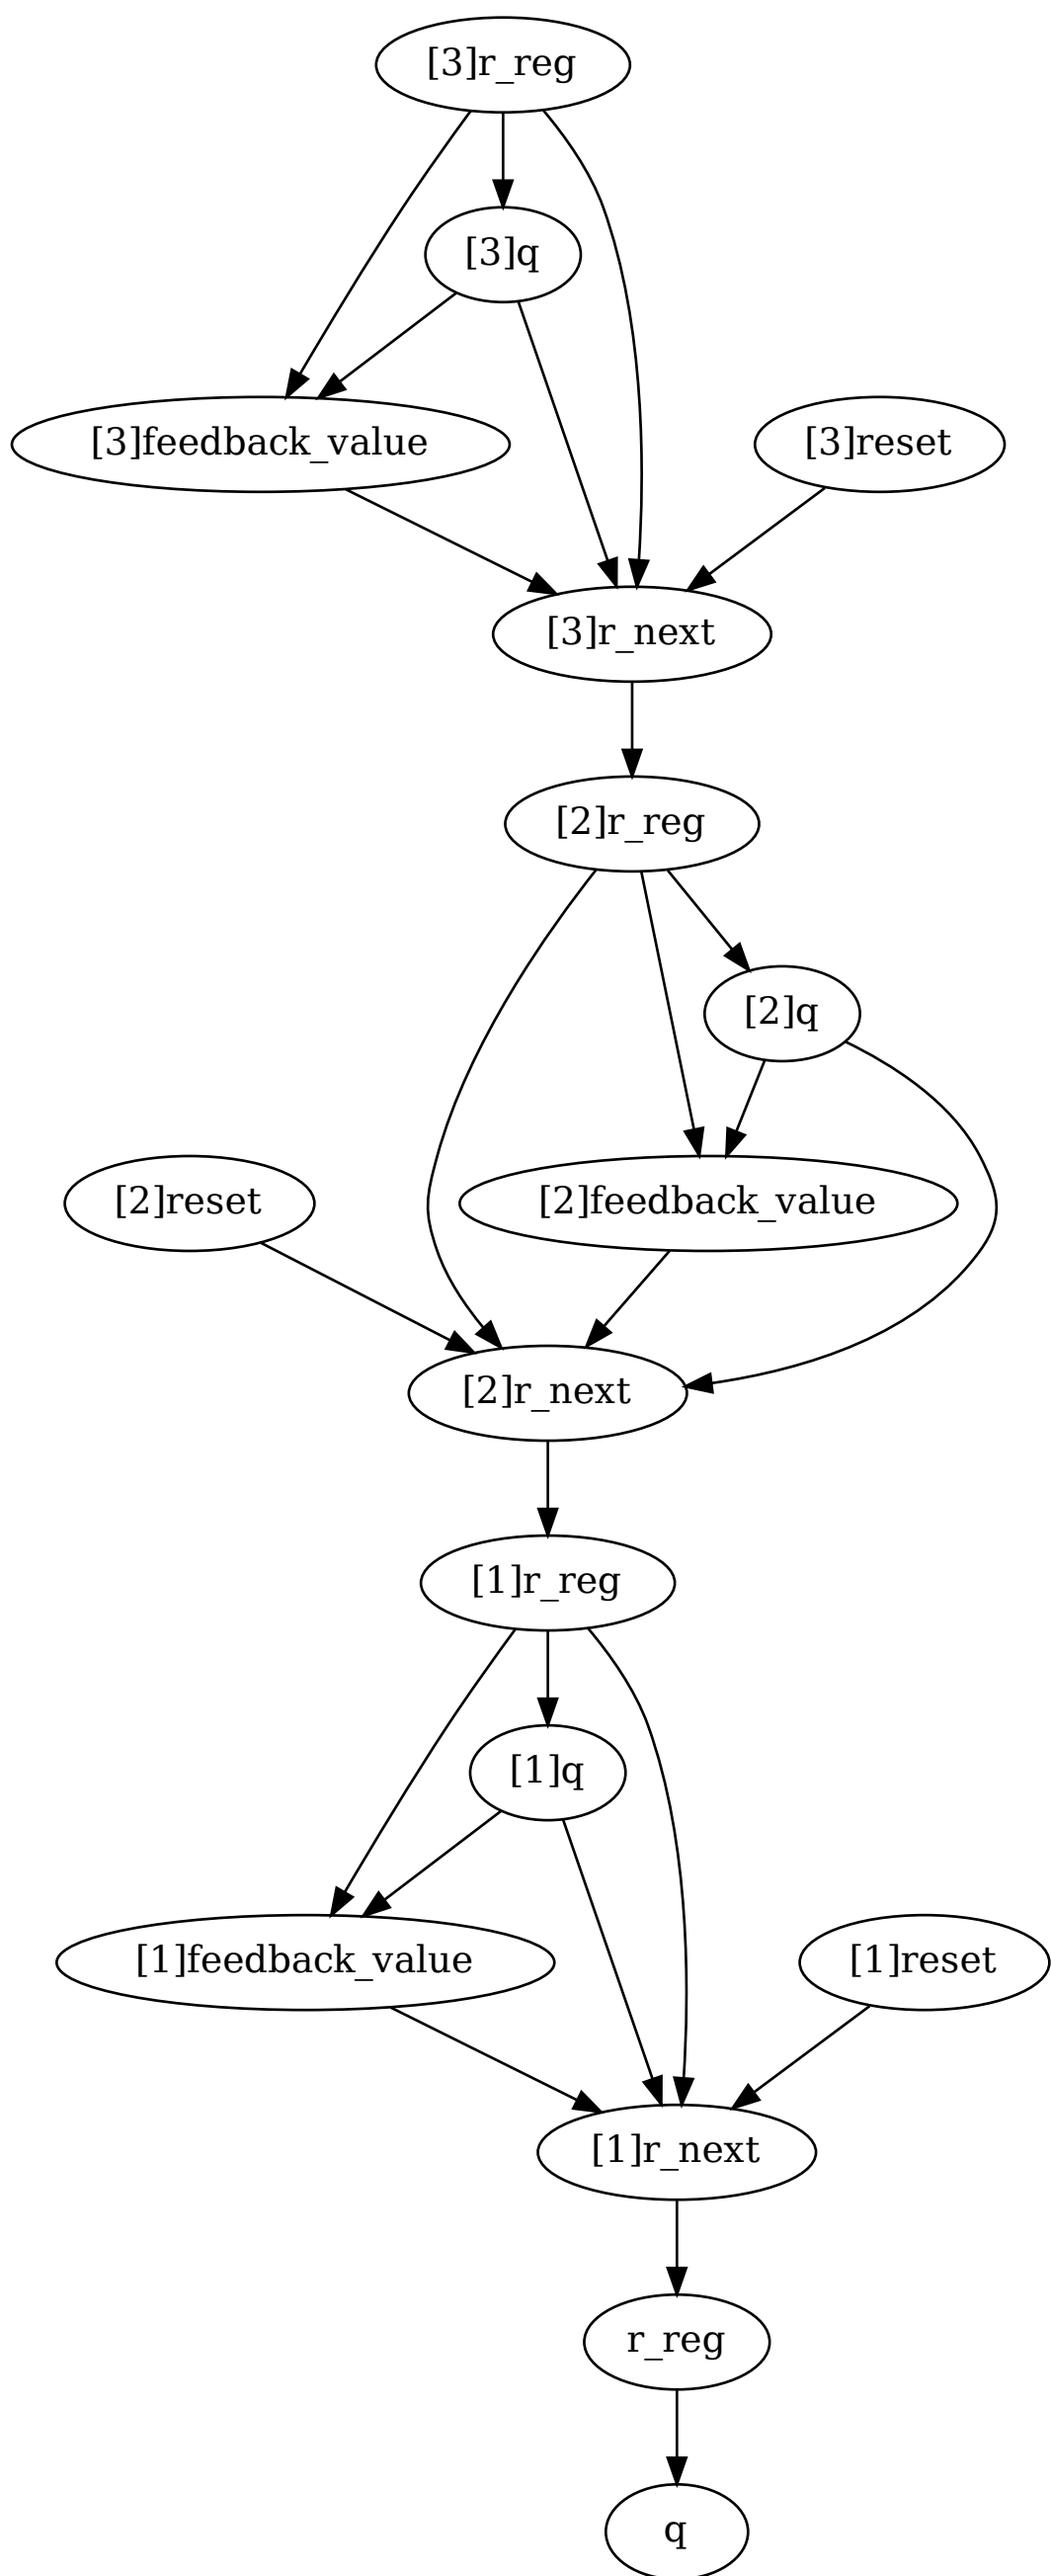 [3]r_reg
[3]q
[3]feedback_value
[3]reset
[3]r_next
[2]r_reg
[2]q
[2]reset
[2]feedback_value
[2]r_next
[1]r_reg
[1]q
[1]feedback_value
[1]reset
[1]r_next
r_reg
q